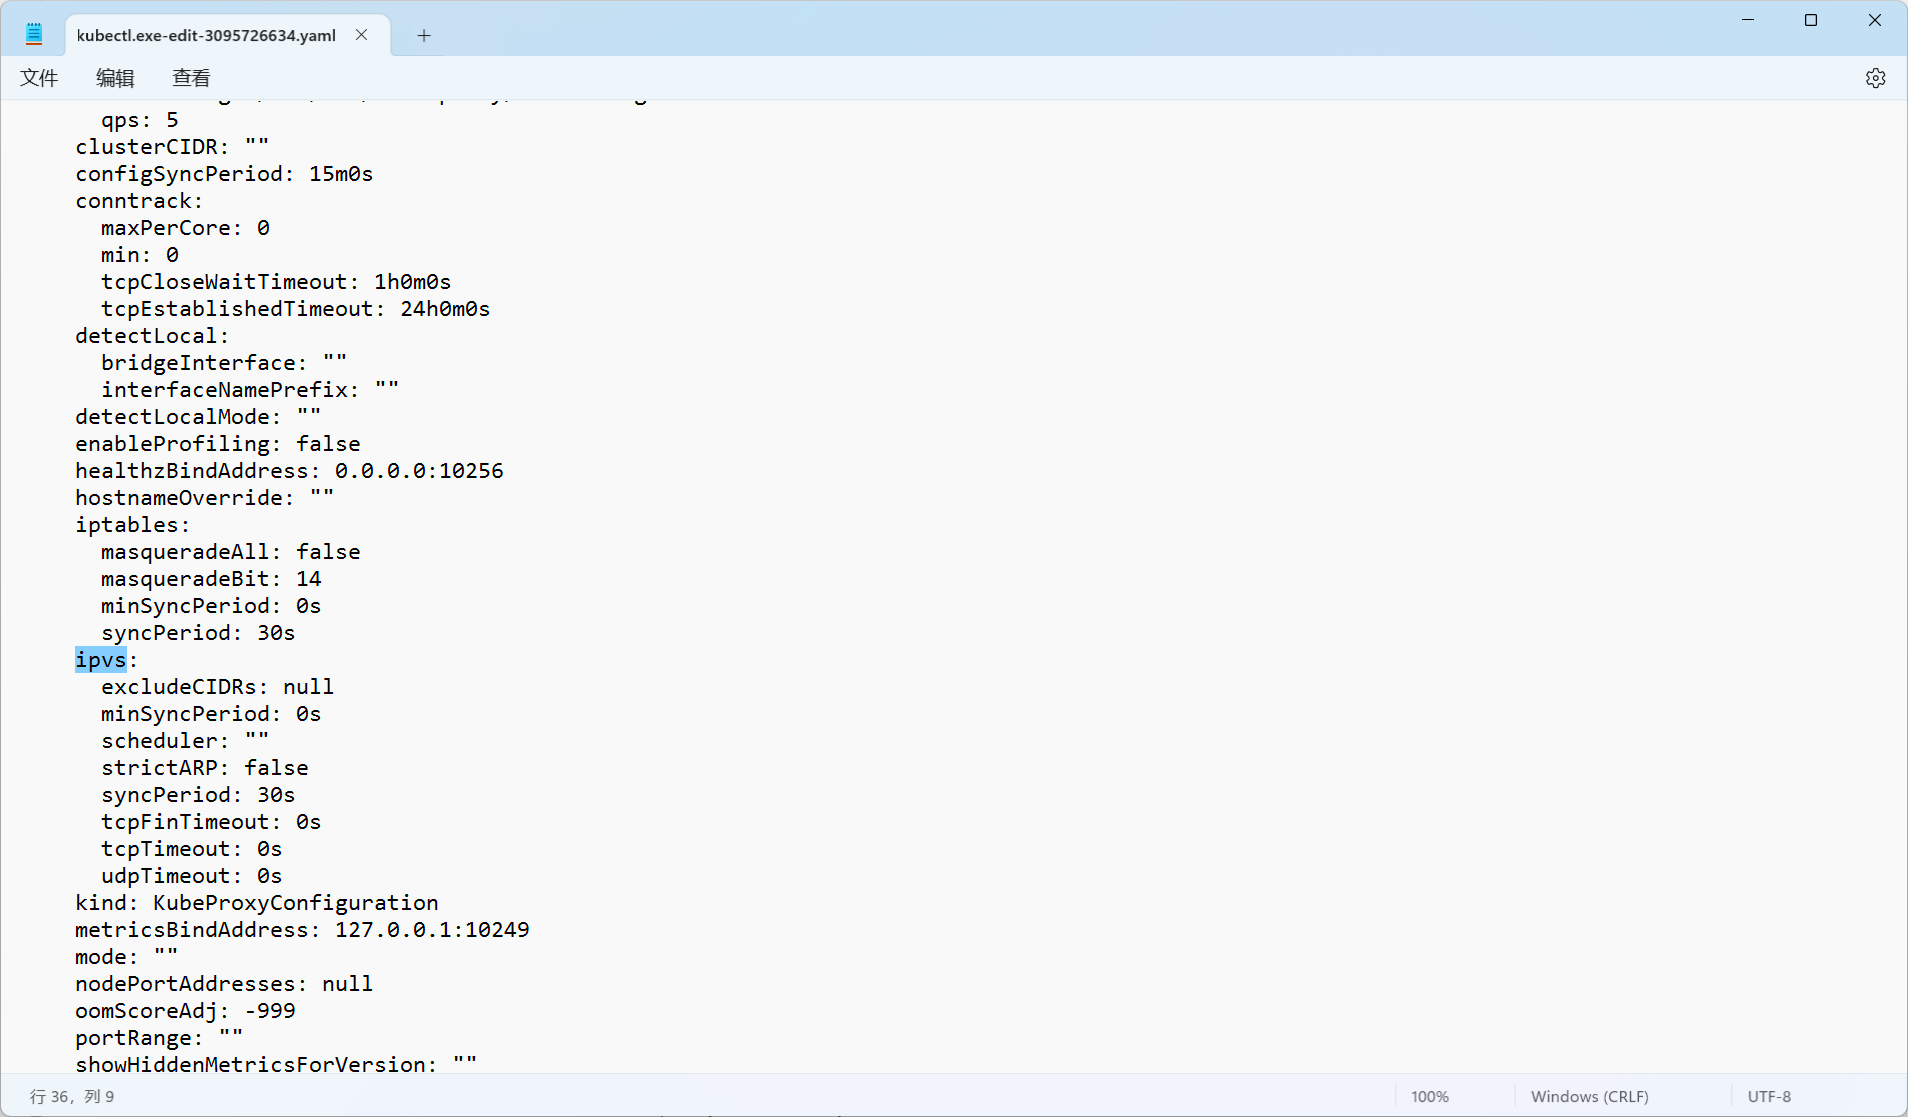 kubectl.exe-edit-3095726634.yaml
文件 编辑 查看
qps: 5
clusterCIDR: ""
configSyncPeriod: 15m0s
conntrack:
maxPerCore: 0
min: 0
tcpCloseWaitTimeout: 1h0m0s
tcpEstablishedTimeout: 24h0m0s
detectLocal:
bridgeInterface: ""
interfaceNamePrefix: ""
detectLocalMode: ""
enableProfiling: false
healthzBindAddress: 0.0.0.0:10256
hostnameOverride: ""
iptables:
masqueradeAll: false
masqueradeBit: 14
minSyncPeriod: 0s
syncPeriod: 30s
ipvs:
excludeCIDRs: null
minSyncPeriod: 0s
scheduler: ""
strictARP: false
syncPeriod: 30s
tcpFinTimeout: 0s
tcpTimeout: 0s
udpTimeout: 0s
kind: KubeProxyConfiguration
metricsBindAddress: 127.0.0.1:10249
mode: ""
nodePortAddresses: null
oomScoreAdj: -999
portRange: ""
showHiddenMetricsForVersion: ""
行 36，列 9 100% Windows (CRLF) UTF-8